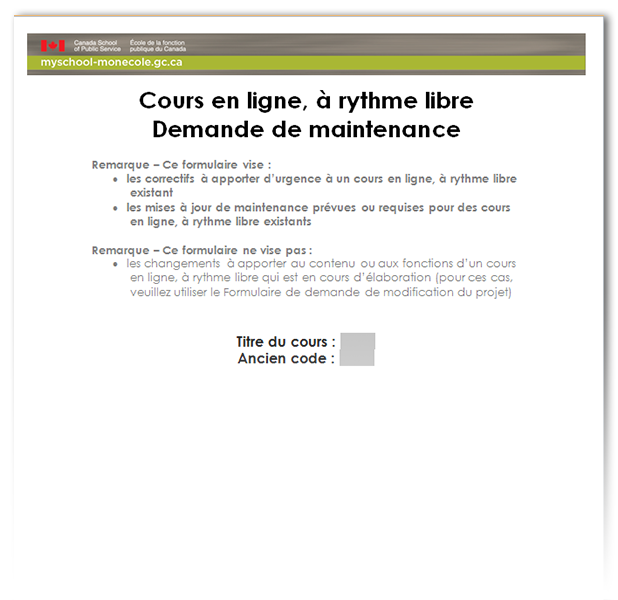 Canada School
of Public Service
École de la fonction
publique du Canada
myschool-monecole.gc.ca
Cours en ligne, à rythme libre
Demande de maintenance
Remarque – Ce formulaire vise :
• les correctifs à apporter d'urgence à un cours en ligne, à rythme libre
existant
• les mises à jour de maintenance prévues ou requises pour des cours
en ligne, à rythme libre existants
Remarque – Ce formulaire ne vise pas :
• les changements à apporter au contenu ou aux fonctions d'un cours
en ligne, à rythme libre qui est en cours d'élaboration (pour ces cas,
veuillez utiliser le Formulaire de demande de modification du projet)
Titre du cours :
Ancien code :